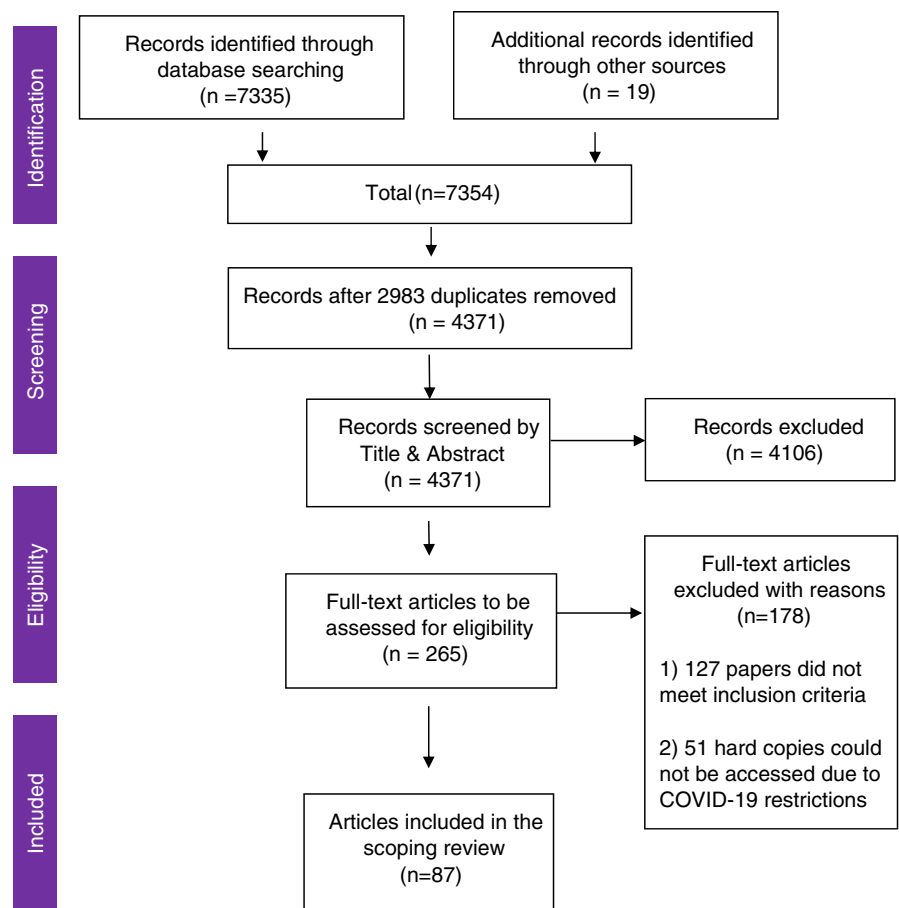 Identification
Records identified through
database searching
(n =7335)
Additional records identified
through other sources
(n = 19)
Total (n=7354)
Screening
Records after 2983 duplicates removed
(n = 4371)
Records screened by
Title & Abstract
(n = 4371)
Records excluded
(n = 4106)
Eligibility
Full-text articles to be
assessed for eligibility
(n = 265)
Full-text articles
excluded with reasons
(n=178)
1) 127 papers did not
meet inclusion criteria
2) 51 hard copies could
not be accessed due to
COVID-19 restrictions
Included
Articles included in the
scoping review
(n=87)